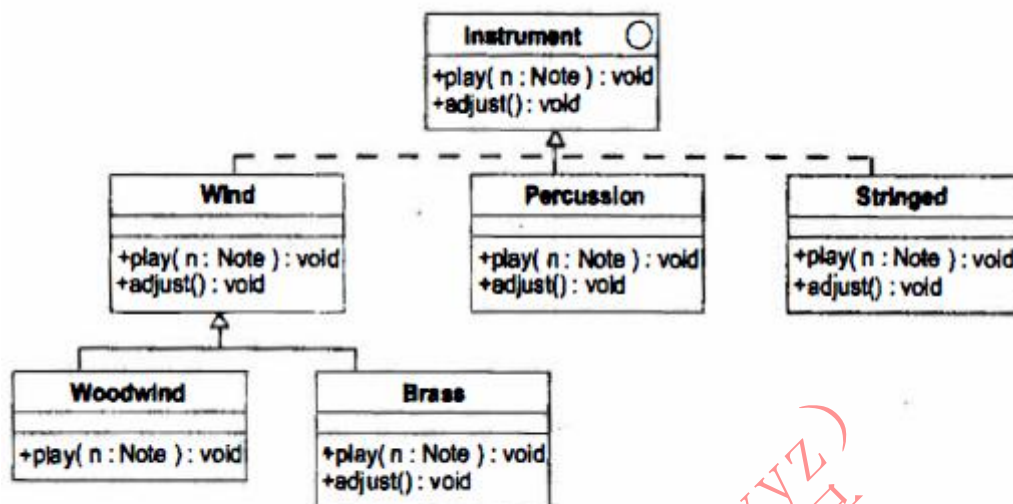 Instrument
+play( n : Note ) : void
+adjust() : void
Wind
+play( n : Note ) : void
+adjust() : void
Percussion
+play( n : Note ) : void
+adjust() : void
Stringed
+play( n : Note ) : void
+adjust() : void
Woodwind
+play( n : Note ) : void
Brass
+play( n : Note ) : void
+adjust() : void
yz )